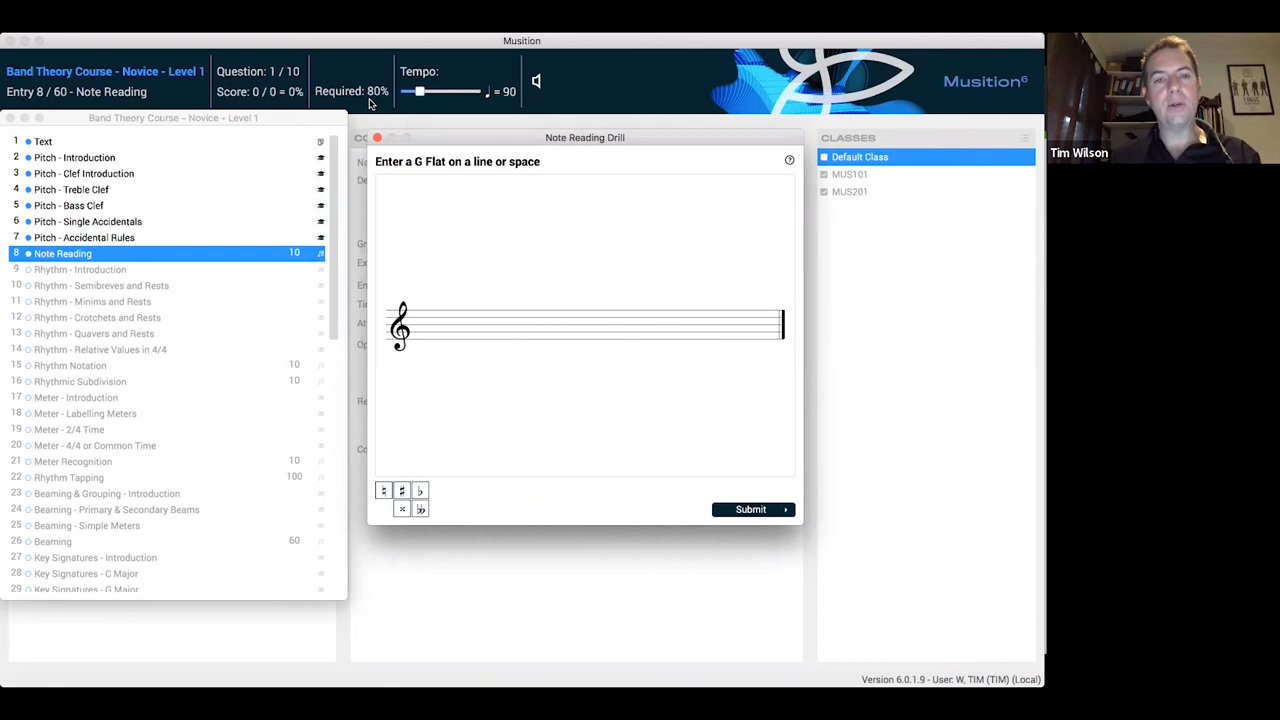 Musition
Band Theory Course - Novice - Level 1
Entry 8 / 60 - Note Reading
Question: 1 / 10
Score: 0 / 0 = 0%
Required: 80%
Tempo:
= 90
Musition6
Tim Wilson
Band Theory Course - Novice - Level 1
1 Text
2 Pitch - Introduction
3 Pitch - Clef Introduction
4 Pitch - Treble Clef
5 Pitch - Bass Clef
6 Pitch - Single Accidentals
7 Pitch - Accidental Rules
8 Note Reading 10
9 Rhythm - Introduction
10 Rhythm - Semibreves and Rests
11 Rhythm - Minims and Rests
12 Rhythm - Crotchets and Rests
13 Rhythm - Quavers and Rests
14 Rhythm - Relative Values in 4/4
15 Rhythm Notation 10
16 Rhythmic Subdivision 10
17 Meter - Introduction
18 Meter - Labelling Meters
19 Meter - 2/4 Time
20 Meter - 4/4 or Common Time
21 Meter Recognition 10
22 Rhythm Tapping 100
23 Beaming & Grouping - Introduction
24 Beaming - Primary & Secondary Beams
25 Beaming - Simple Meters
26 Beaming 60
27 Key Signatures - Introduction
28 Key Signatures - C Major
29 Key Signatures - G Major
Note Reading Drill
Enter a G Flat on a line or space
Submit
CLASSES
Default Class
MUS101
MUS201
Version 6.0.1.9 - User: W, TIM (TIM) (Local)